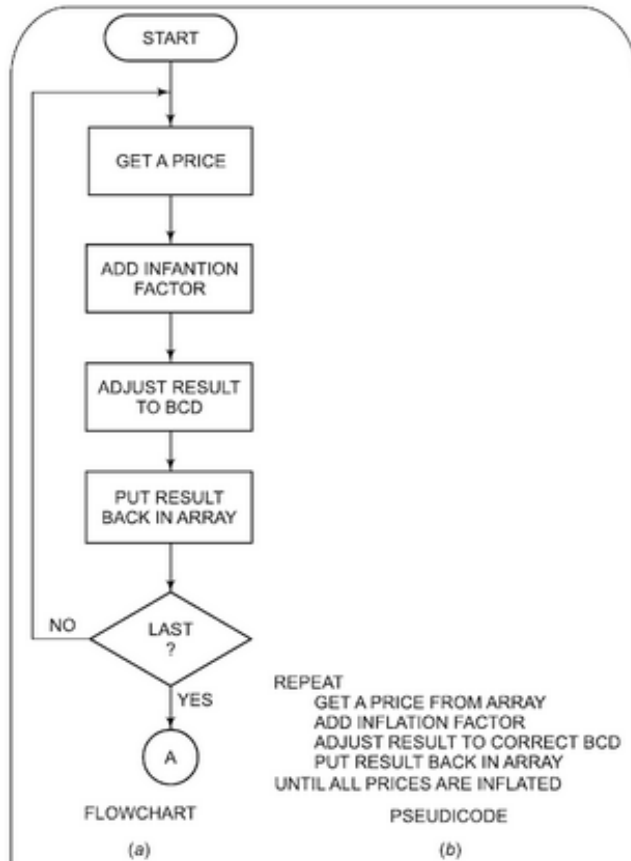 START
GET A PRICE
ADD INFANTION
FACTOR
ADJUST RESULT
TO BCD
PUT RESULT
BACK IN ARRAY
NO
LAST
?
YES
A
FLOWCHART
(a)
REPEAT
GET A PRICE FROM ARRAY
ADD INFLATION FACTOR
ADJUST RESULT TO CORRECT BCD
PUT RESULT BACK IN ARRAY
UNTIL ALL PRICES ARE INFLATED
PSEUDICODE
(b)